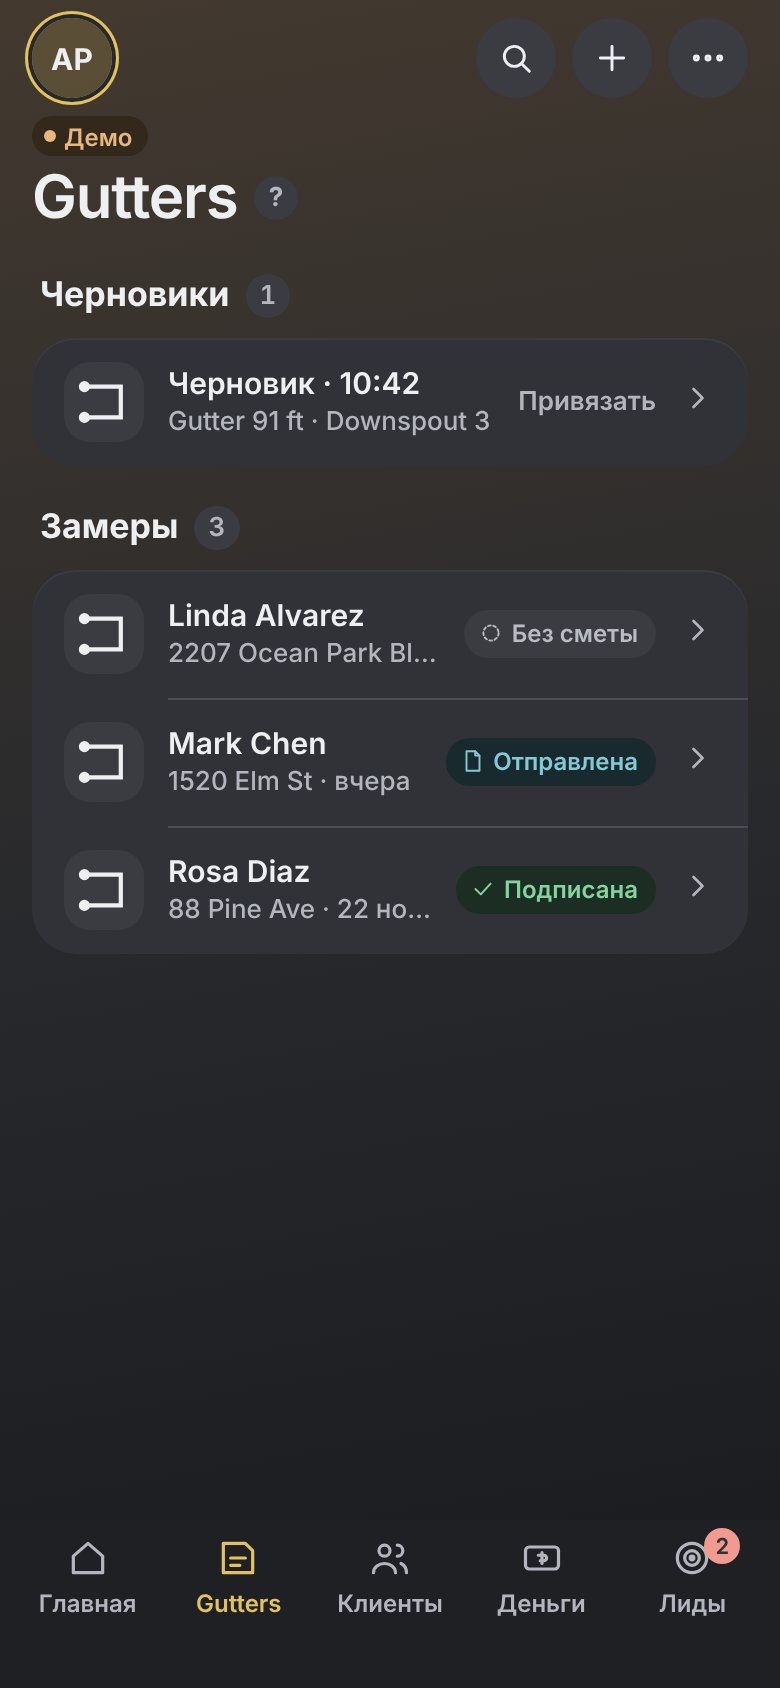 AP
Демо
Gutters ?
Черновики 1
Черновик · 10:42
Gutter 91 ft · Downspout 3
Привязать
Замеры 3
Linda Alvarez
2207 Ocean Park Bl...
Без сметы
Mark Chen
1520 Elm St · вчера
Отправлена
Rosa Diaz
88 Pine Ave · 22 но...
Подписана
2
Главная
Gutters
Клиенты
Деньги
Лиды